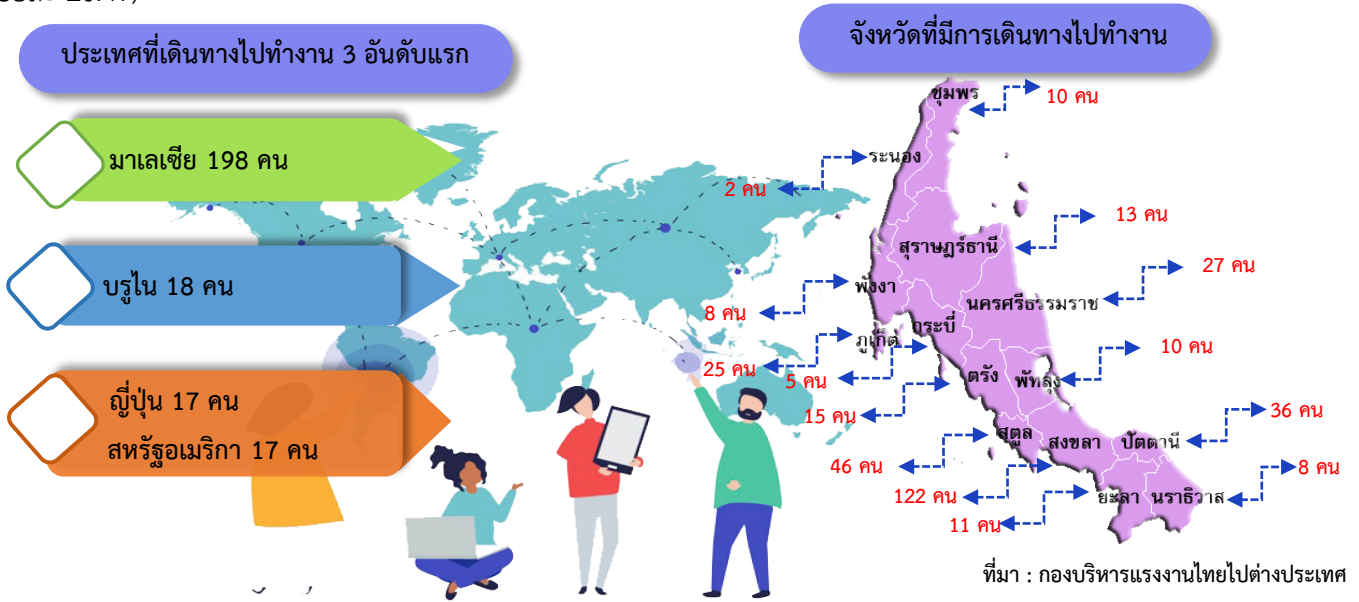 ประเทศที่เดินทางไปทำงาน 3 อันดับแรก
มาเลเซีย 198 คน
บรูไน 18 คน
ญี่ปุ่น 17 คน
สหรัฐอเมริกา 17 คน
จังหวัดที่มีการเดินทางไปทำงาน
ชุมพร
10 คน
ระนอง
2 คน
13 คน
สุราษฎร์ธานี
27 คน
พังงา
นครศรีธรรมราช
8 คน
กระบี่
ภูเก็ต
10 คน
25 คน
5 คน
ตรัง
พัทลุง
15 คน
36 คน
สตูล
สงขลา
ปัตตานี
46 คน
8 คน
122 คน
ยะลา
นราธิวาส
11 คน
ที่มา : กองบริหารแรงงานไทยไปต่างประเทศ